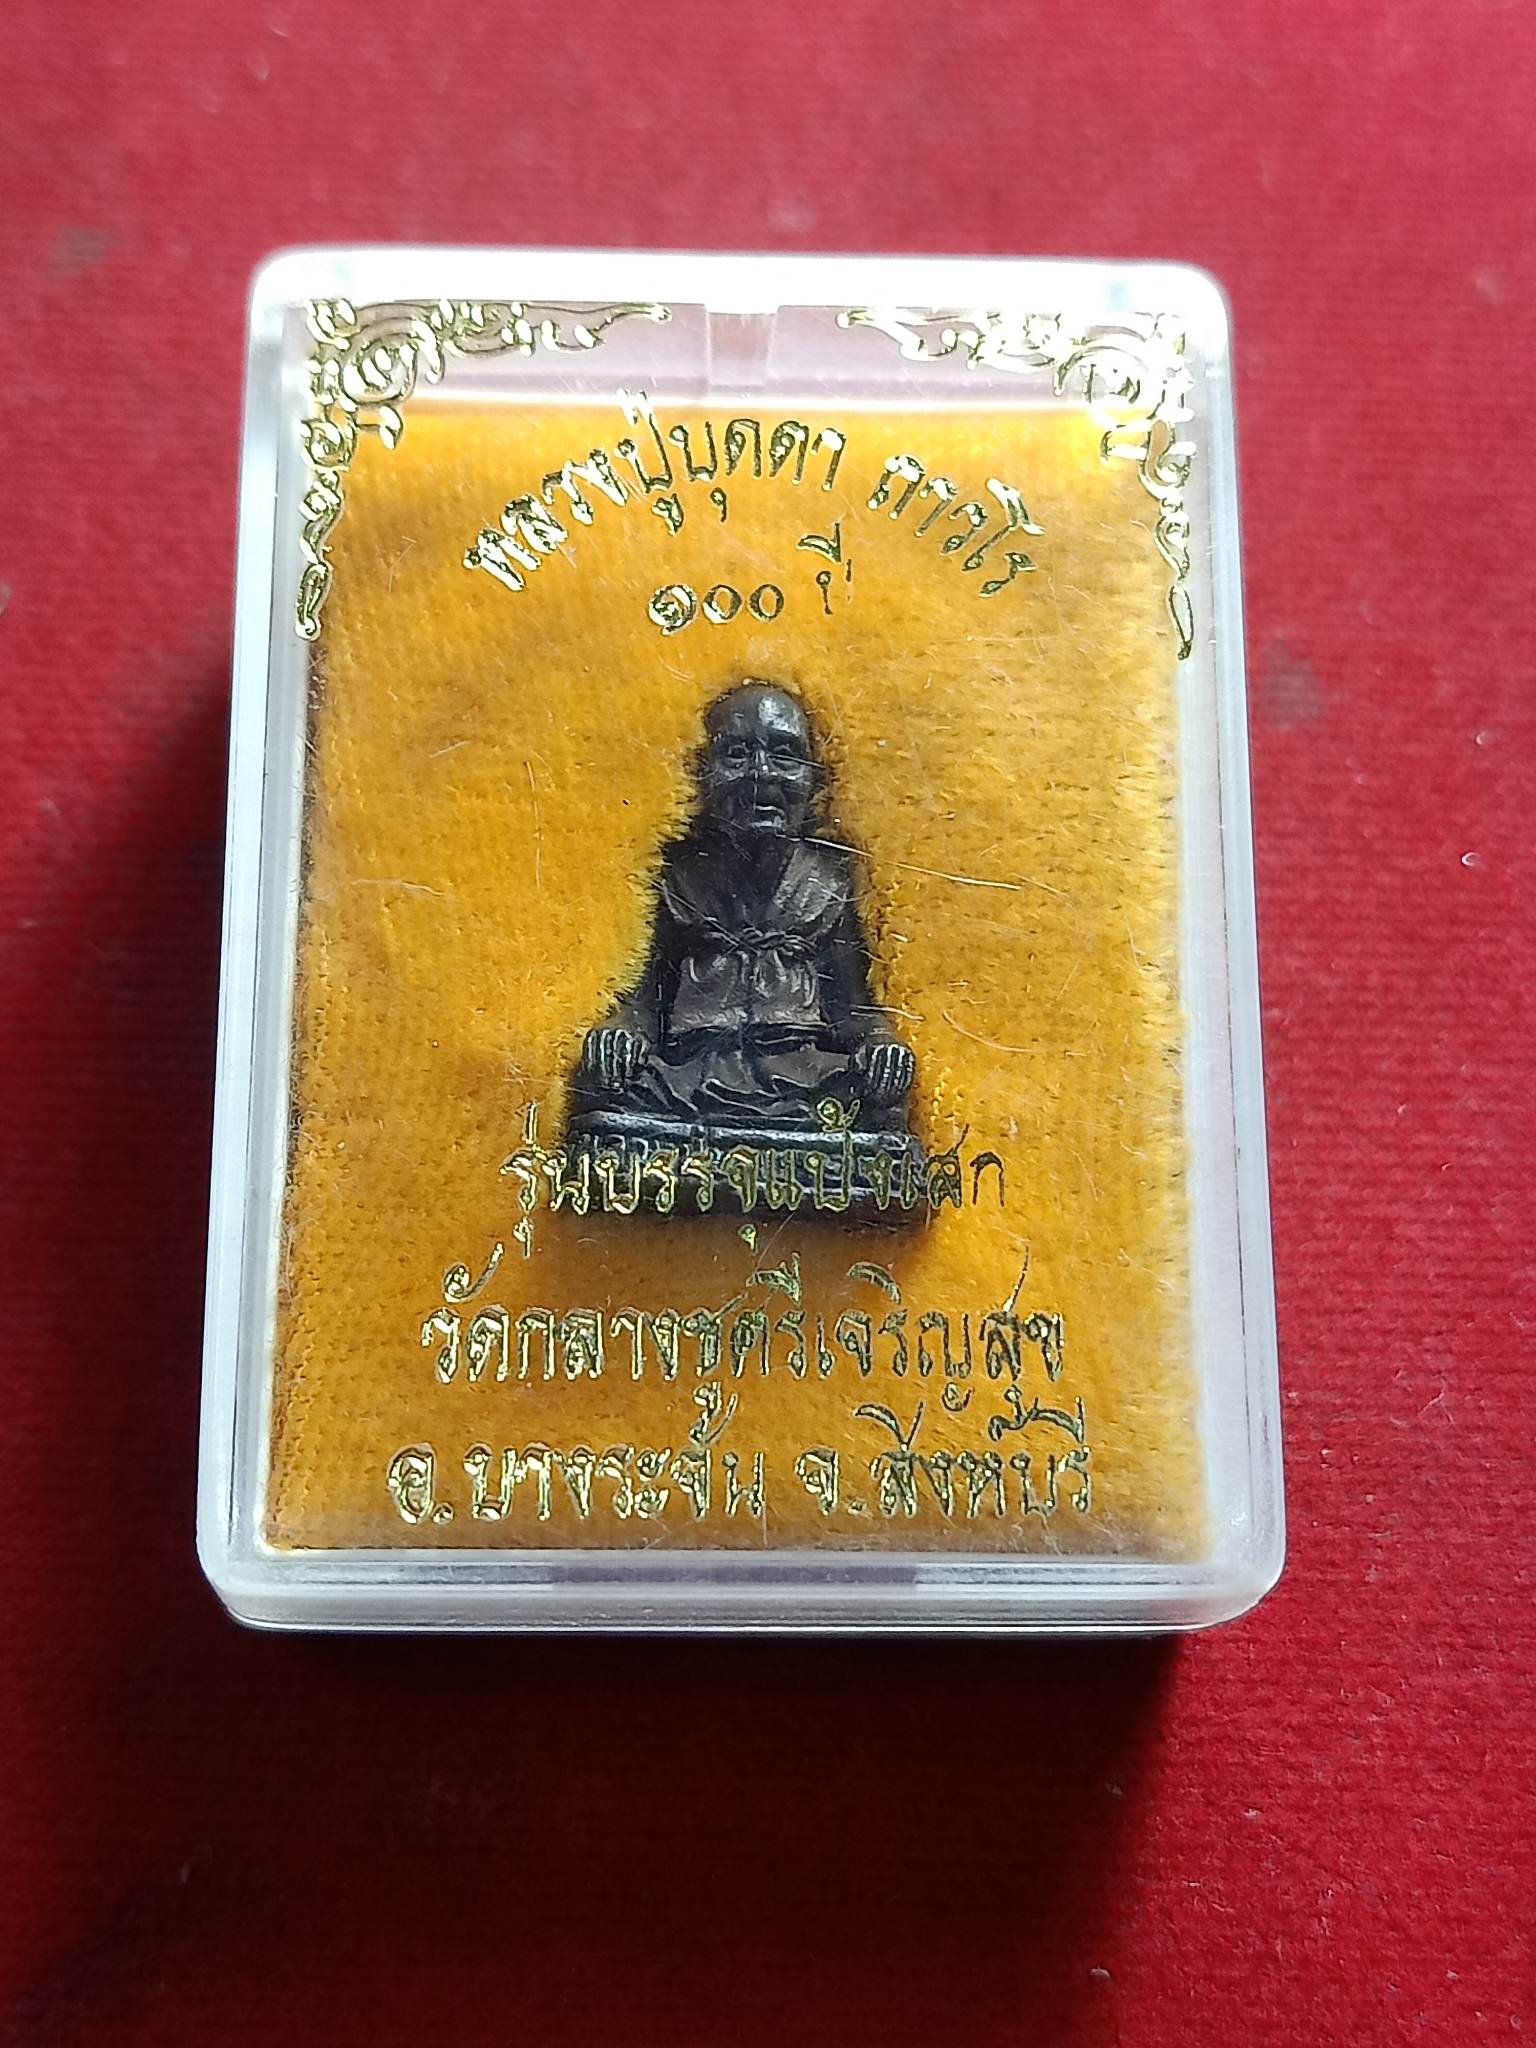 หลวงปู่บุดดา ถาวโร
๑๐๐ ปี
รุ่นบรรจุแป้งเสก
วัดกลางชูศรีเจริญสุข
อ.บางระจัน จ.สิงห์บุรี